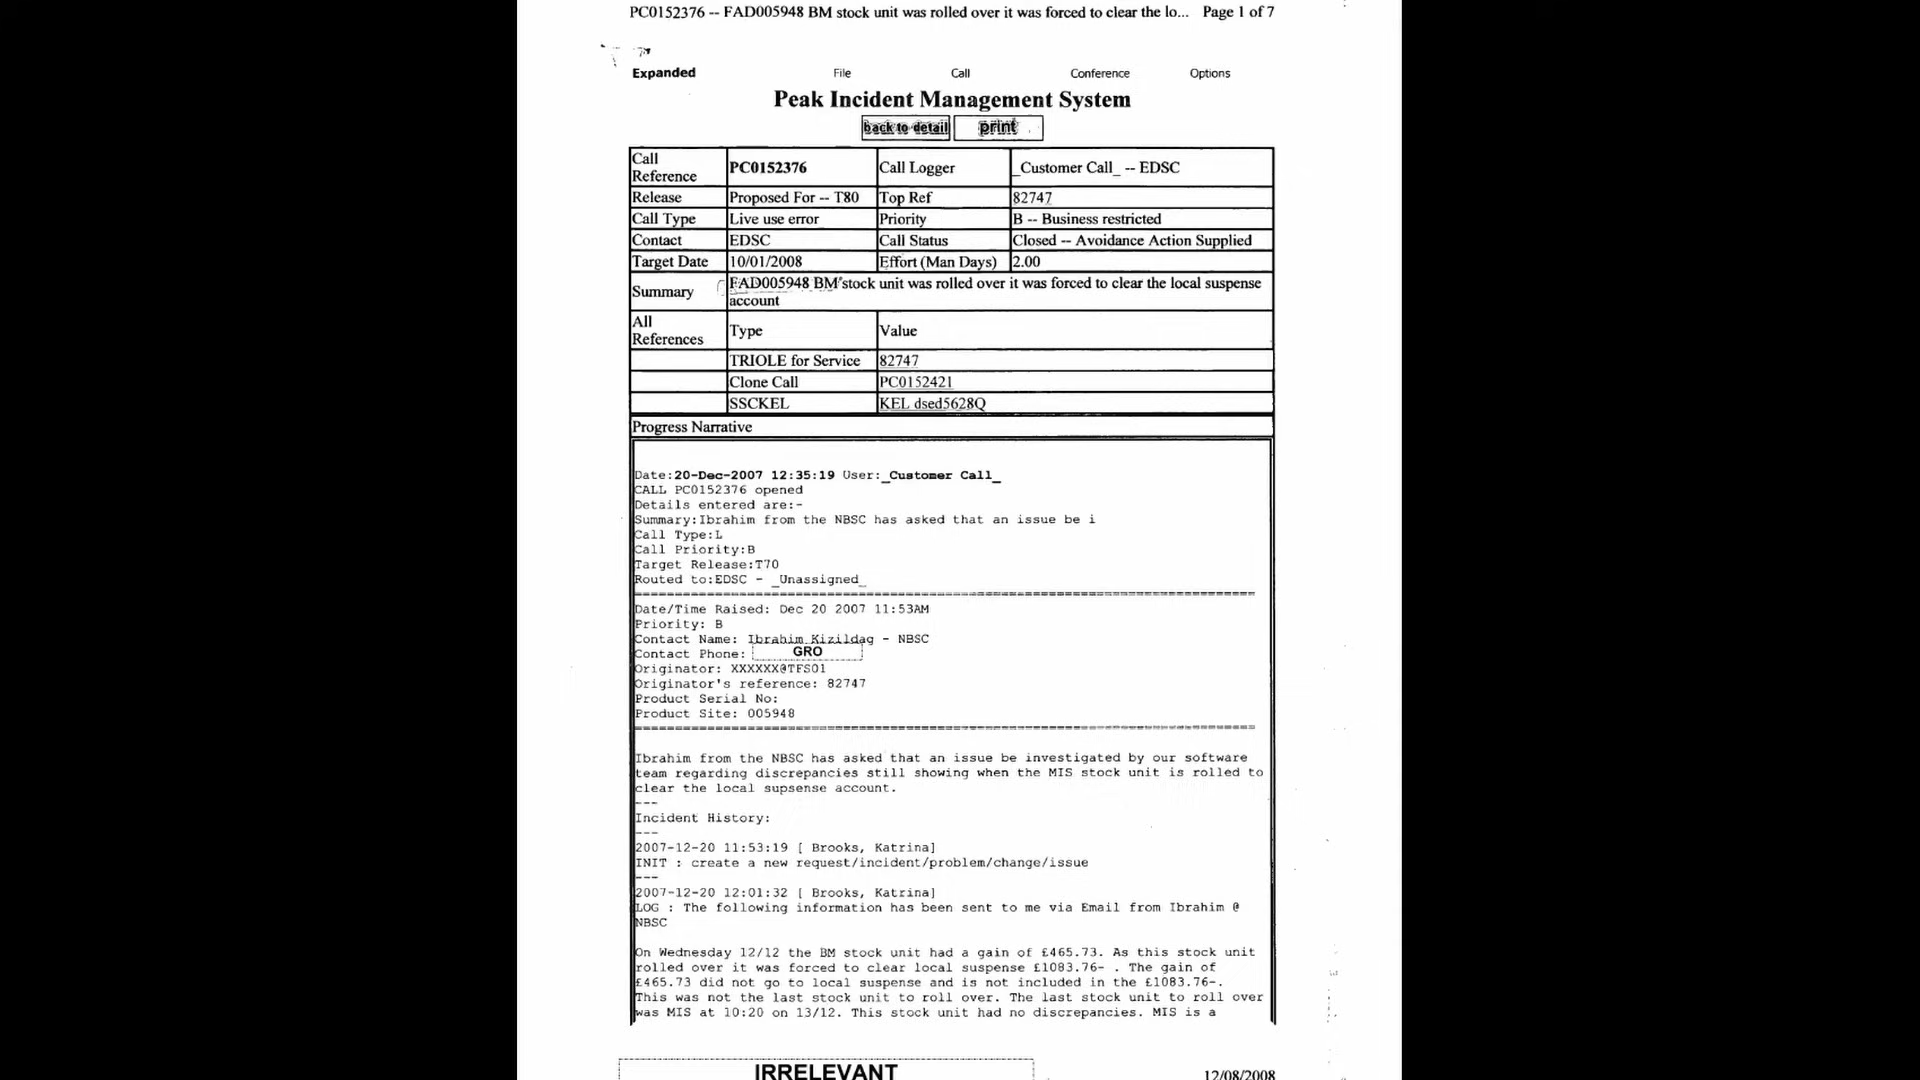 PC0152376 -- FAD005948 BM stock unit was rolled over it was forced to clear the lo... Page 1 of 7
Expanded File Call Conference Options
Peak Incident Management System
back to detail print
Call Reference PC0152376 Call Logger _Customer Call_ -- EDSC
Release Proposed For -- T80 Top Ref 82747
Call Type Live use error Priority B -- Business restricted
Contact EDSC Call Status Closed -- Avoidance Action Supplied
Target Date 10/01/2008 Effort (Man Days) 2.00
Summary FAD005948 BM stock unit was rolled over it was forced to clear the local suspense
account
All References Type Value
TRIOLE for Service 82747
Clone Call PC0152421
SSCKEL KEL dsed5628Q
Progress Narrative
Date:20-Dec-2007 12:35:19 User:_Customer Call_
CALL PC0152376 opened
Details entered are:-
Summary:Ibrahim from the NBSC has asked that an issue be i
Call Type:L
Call Priority:B
Target Release:T70
Routed to:EDSC - _Unassigned_
Date/Time Raised: Dec 20 2007 11:53AM
Priority: B
Contact Name: Ibrahim Kizildag - NBSC
Contact Phone: GRO
Originator: XXXXXX@TFS01
Originator's reference: 82747
Product Serial No:
Product Site: 005948
Ibrahim from the NBSC has asked that an issue be investigated by our software
team regarding discrepancies still showing when the MIS stock unit is rolled to
clear the local supsense account.
---
Incident History:
---
2007-12-20 11:53:19 [ Brooks, Katrina]
INIT : create a new request/incident/problem/change/issue
---
2007-12-20 12:01:32 [ Brooks, Katrina]
LOG : The following information has been sent to me via Email from Ibrahim @
NBSC
On Wednesday 12/12 the BM stock unit had a gain of £465.73. As this stock unit
rolled over it was forced to clear local suspense £1083.76- . The gain of
£465.73 did not go to local suspense and is not included in the £1083.76-.
This was not the last stock unit to roll over. The last stock unit to roll over
was MIS at 10:20 on 13/12. This stock unit had no discrepancies. MIS is a
IRRELEVANT
12/08/2008